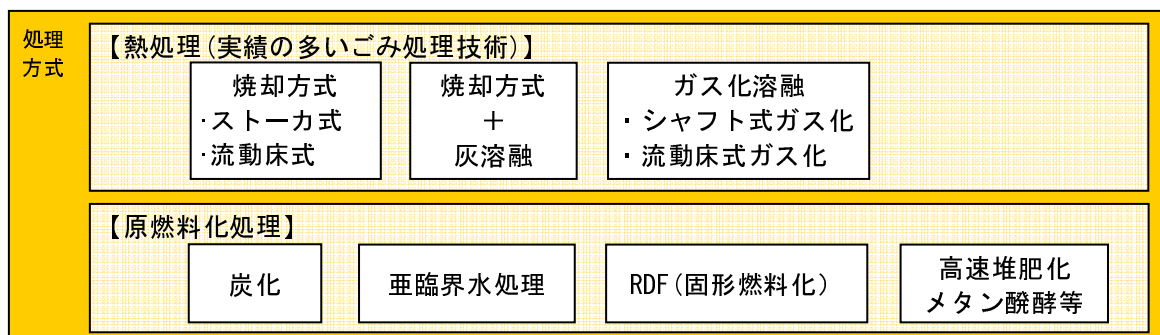 処理
方式
【熱処理(実績の多いごみ処理技術)】
焼却方式
・ストーカ式
・流動床式
焼却方式
＋
灰溶融
ガス化溶融
・シャフト式ガス化
・流動床式ガス化
【原燃料化処理】
炭化
亜臨界水処理
RDF(固形燃料化)
高速堆肥化
メタン醗酵等